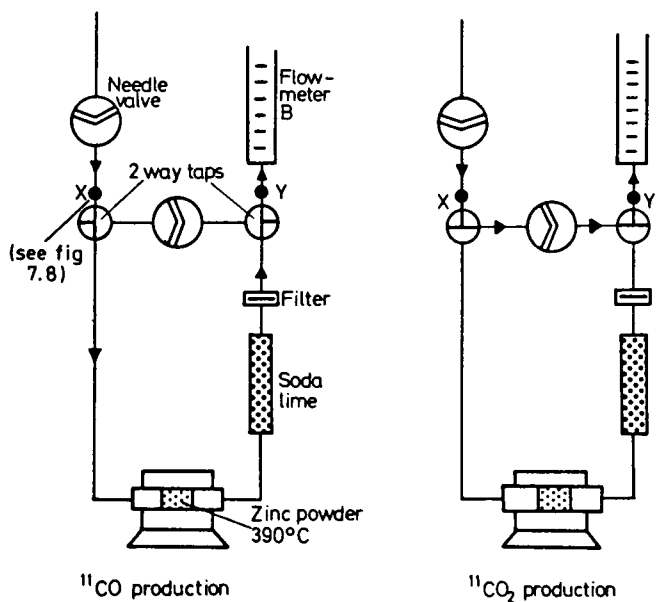 Needle
valve
Flow-
meter
B
X
2 way taps
Y
(see fig
7.8)
Filter
Soda
lime
Zinc powder
390°C
¹¹CO production
X
Y
¹¹CO₂ production